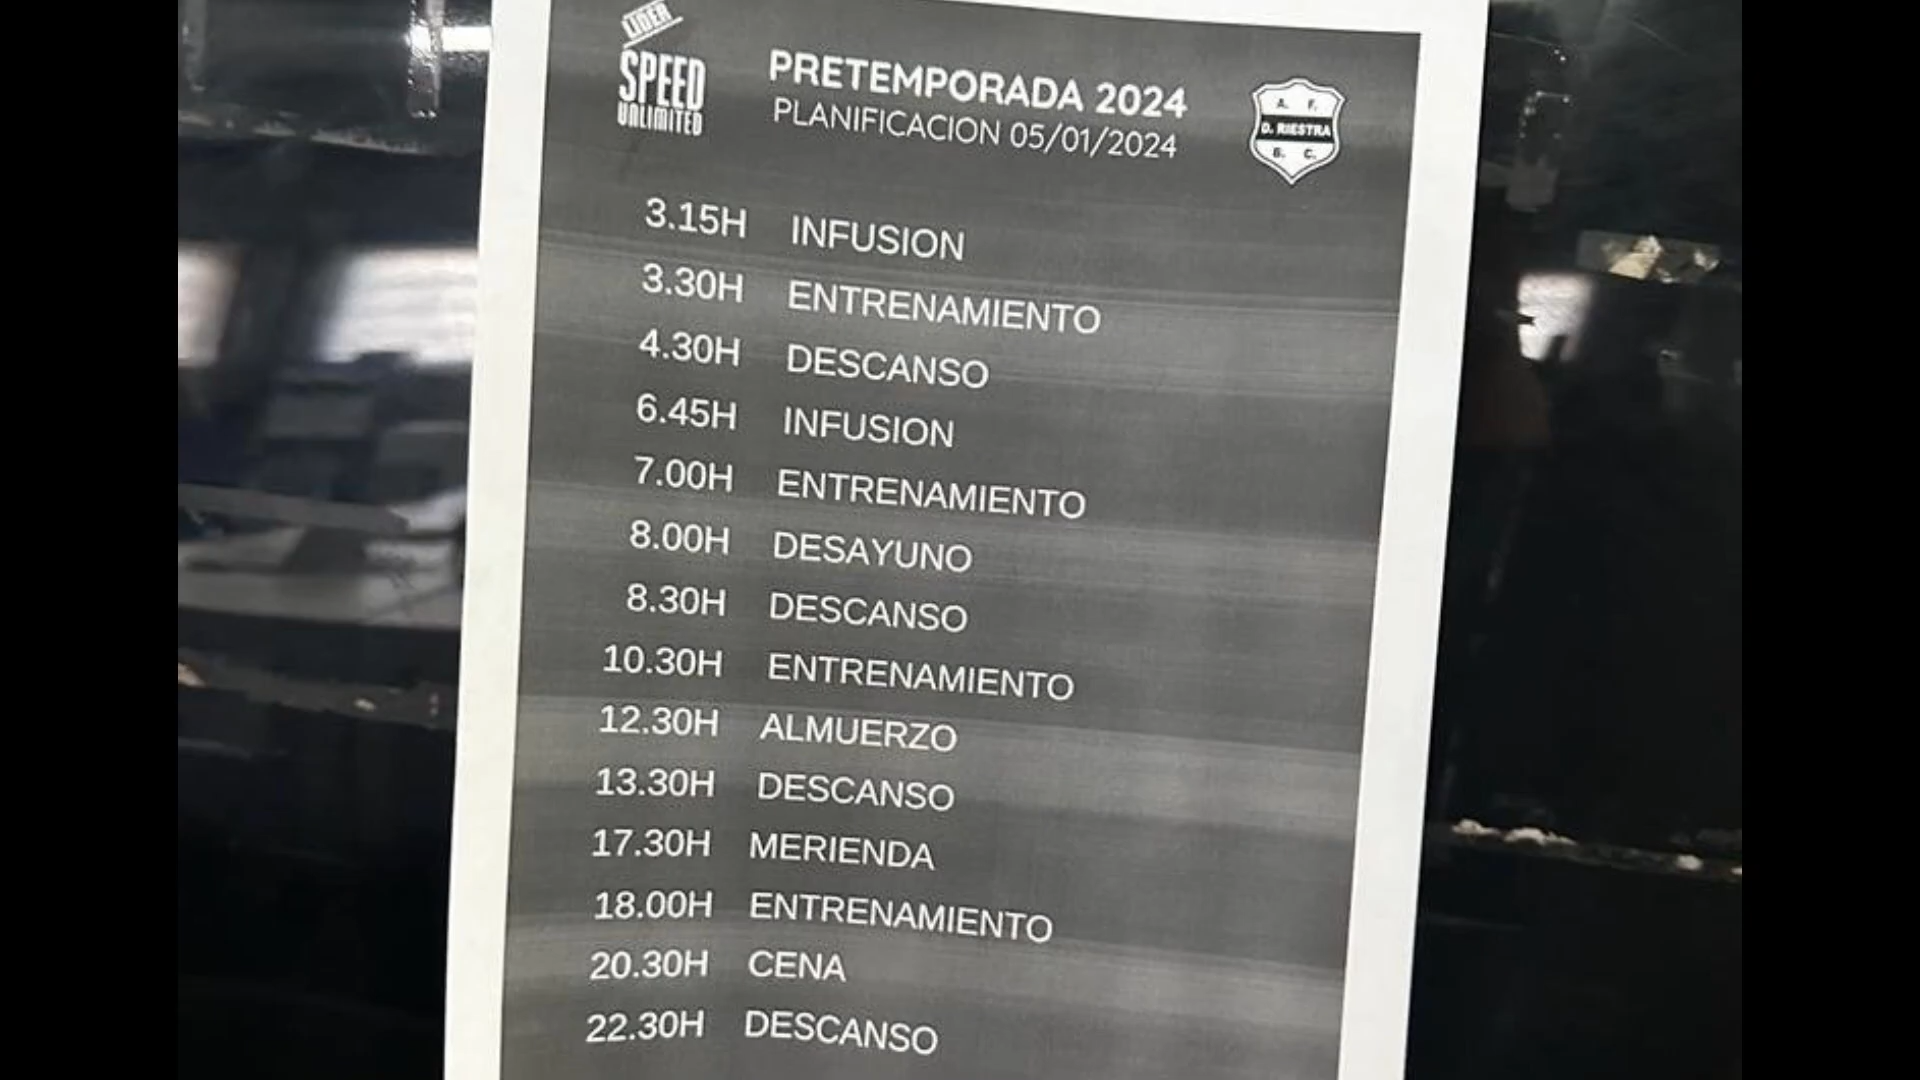 LIDER
SPEED
UNLIMITED
PRETEMPORADA 2024
PLANIFICACION 05/01/2024
A. F.
D. RIESTRA
B. C.
3.15H INFUSION
3.30H ENTRENAMIENTO
4.30H DESCANSO
6.45H INFUSION
7.00H ENTRENAMIENTO
8.00H DESAYUNO
8.30H DESCANSO
10.30H ENTRENAMIENTO
12.30H ALMUERZO
13.30H DESCANSO
17.30H MERIENDA
18.00H ENTRENAMIENTO
20.30H CENA
22.30H DESCANSO